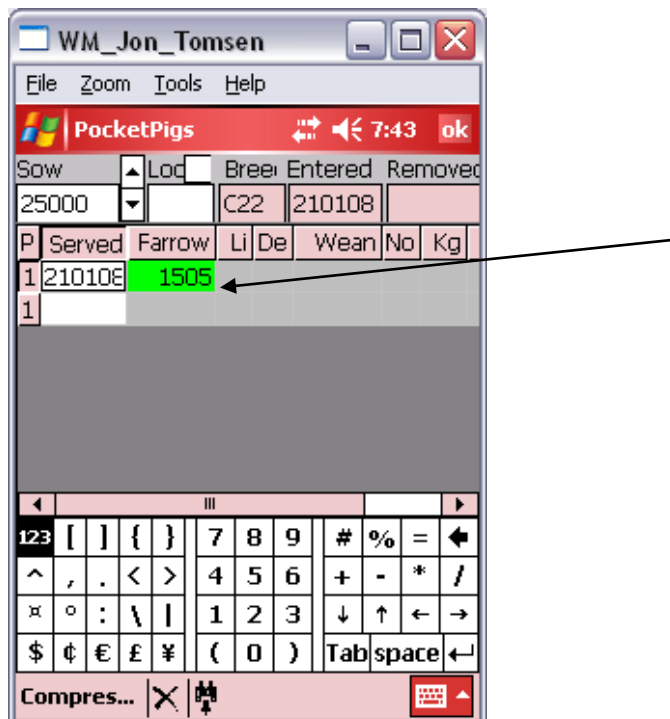 WM_Jon_Tomsen
File Zoom Tools Help
PocketPigs 7:43 ok
Sow Loc Breei Entered Removed
25000 C22 210108
P Served Farrow Li De Wean No Kg
1 210108 1505
1
123 [ ] { } 7 8 9 # % = 🡸
^ , . < > 4 5 6 + - * /
¤ ° : \ | 1 2 3 ↓ ↑ ← →
$ ¢ € £ ¥ ( 0 ) Tab space ↵
Compres...